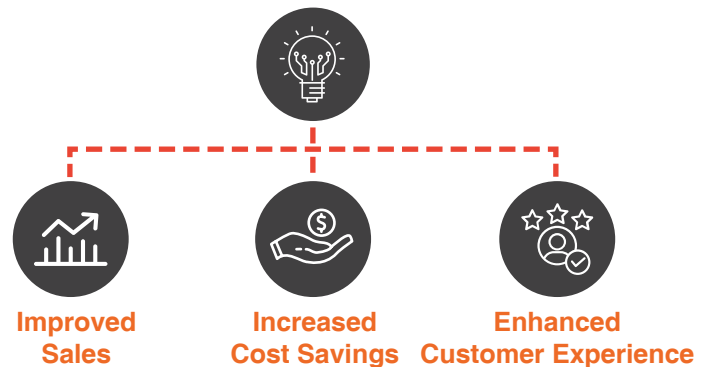 Improved
Sales
Increased
Cost Savings
Enhanced
Customer Experience
$